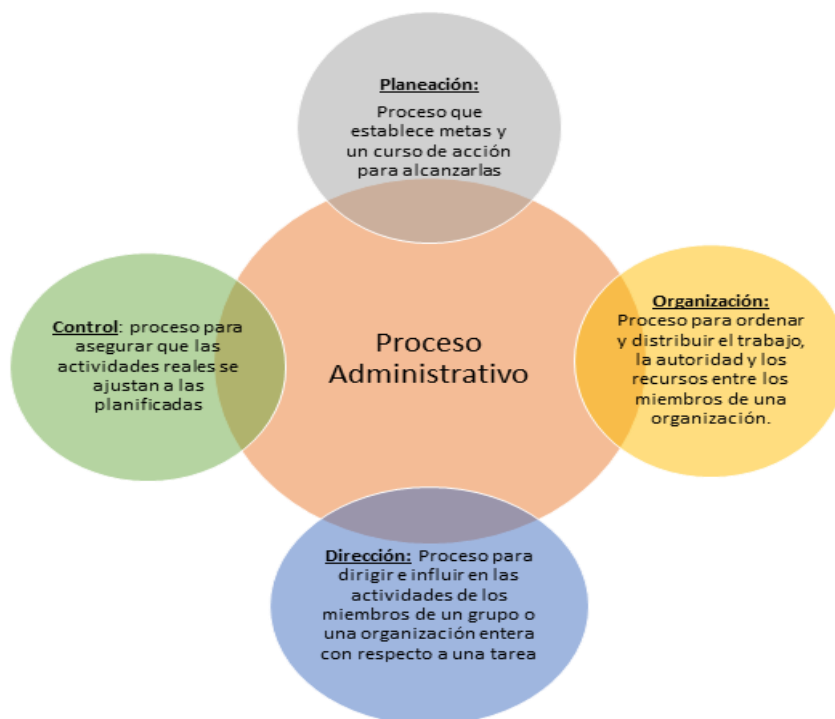 Planeación:
Proceso que
establece metas y
un curso de acción
para alcanzarlas
Control: proceso para
asegurar que las
actividades reales se
ajustan a las
planificadas
Proceso
Administrativo
Organización:
Proceso para ordenar
y distribuir el trabajo,
la autoridad y los
recursos entre los
miembros de una
organización.
Dirección: Proceso para
dirigir e influir en las
actividades de los
miembros de un grupo o
una organización entera
con respecto a una tarea